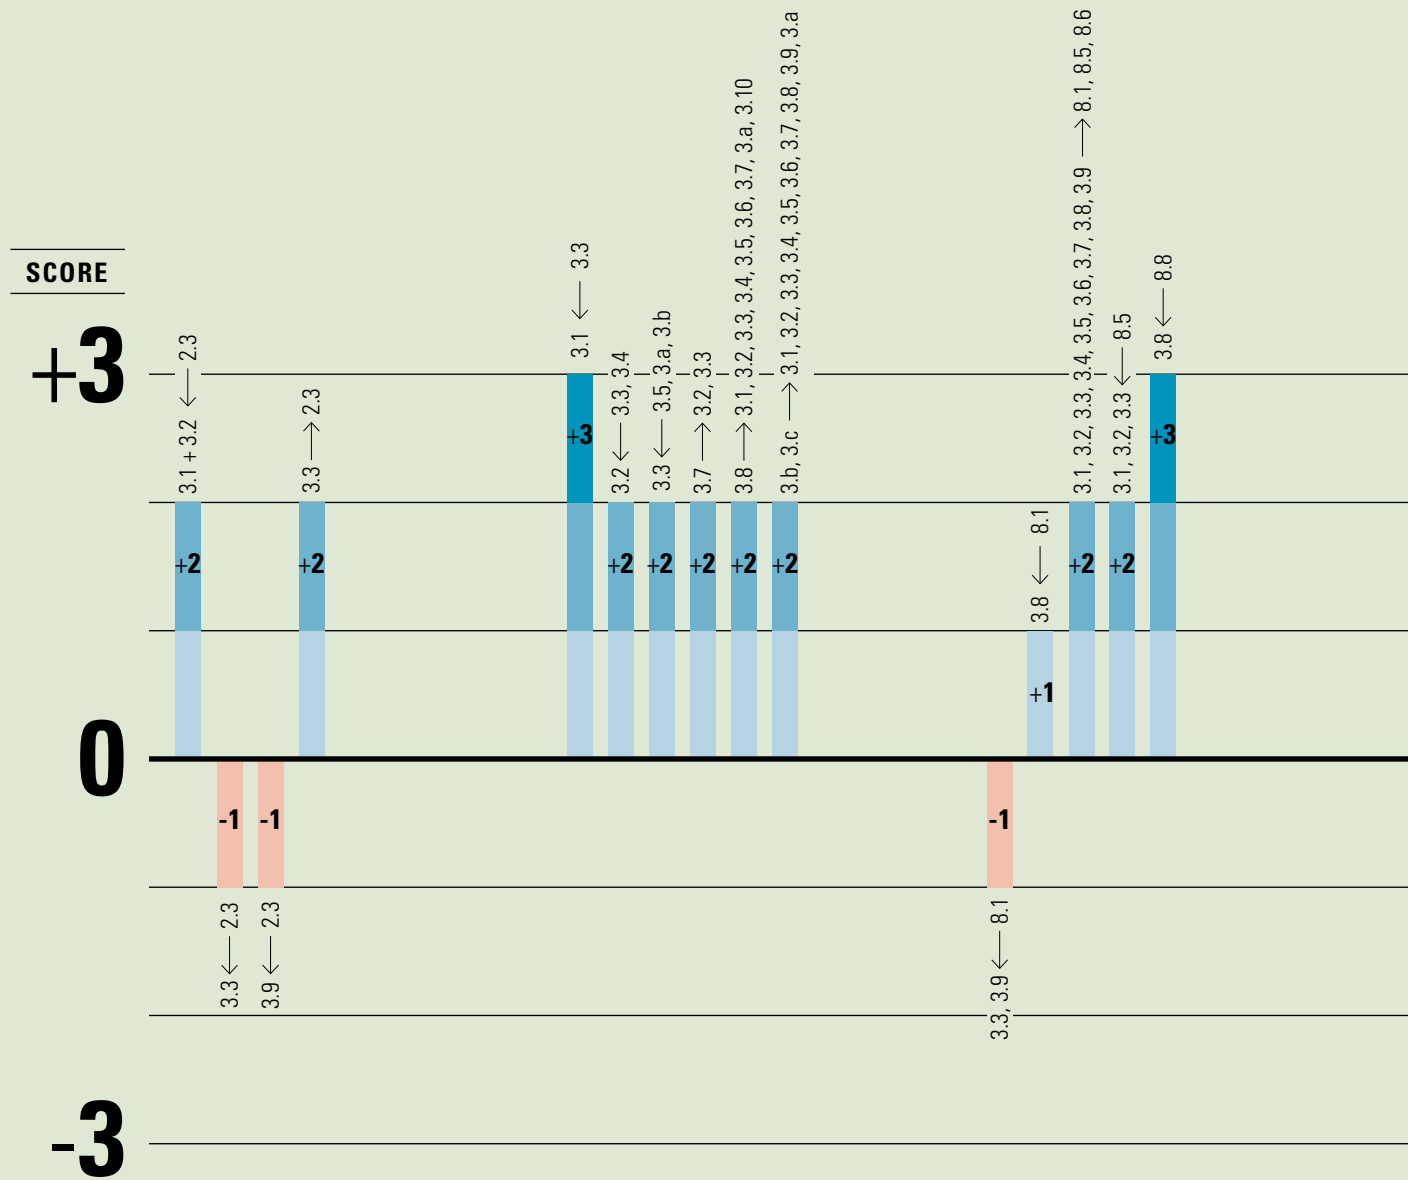 SCORE
+3
0
-3
3.1 + 3.2 ← 2.3
+2
-1
3.3 ← 2.3
-1
3.9 ← 2.3
3.3 → 2.3
+2
3.1 ← 3.3
+3
3.2 ← 3.3, 3.4
+2
3.3 ← 3.5, 3.a, 3.b
+2
3.7 → 3.2, 3.3
+2
3.8 → 3.1, 3.2, 3.3, 3.4, 3.5, 3.6, 3.7, 3.a, 3.10
+2
3.b, 3.c → 3.1, 3.2, 3.3, 3.4, 3.5, 3.6, 3.7, 3.8, 3.9, 3.a
+2
-1
3.3, 3.9 ← 8.1
3.8 ← 8.1
+1
3.1, 3.2, 3.3, 3.4, 3.5, 3.6, 3.7, 3.8, 3.9 → 8.1, 8.5, 8.6
+2
3.1, 3.2, 3.3 ← 8.5
+2
3.8 ← 8.8
+3